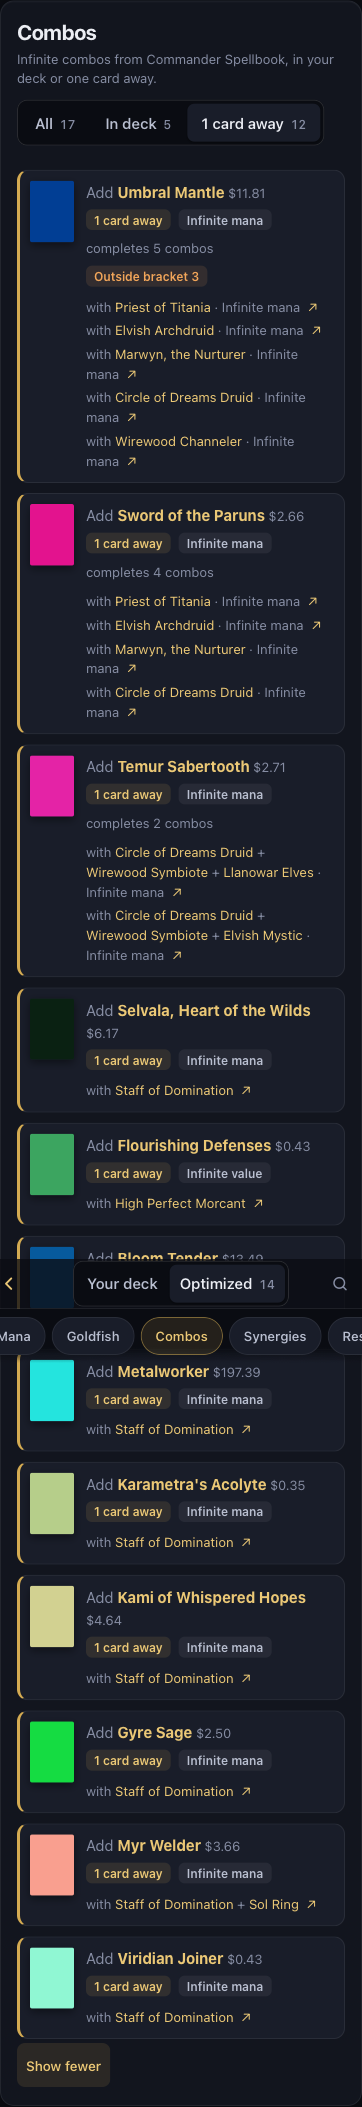 Combos
Infinite combos from Commander Spellbook, in your
deck or one card away.
All 17 In deck 5 1 card away 12
Add Umbral Mantle $11.81
1 card away Infinite mana
completes 5 combos
Outside bracket 3
with Priest of Titania · Infinite mana ↗
with Elvish Archdruid · Infinite mana ↗
with Marwyn, the Nurturer · Infinite
mana ↗
with Circle of Dreams Druid · Infinite
mana ↗
with Wirewood Channeler · Infinite
mana ↗
Add Sword of the Paruns $2.66
1 card away Infinite mana
completes 4 combos
with Priest of Titania · Infinite mana ↗
with Elvish Archdruid · Infinite mana ↗
with Marwyn, the Nurturer · Infinite
mana ↗
with Circle of Dreams Druid · Infinite
mana ↗
Add Temur Sabertooth $2.71
1 card away Infinite mana
completes 2 combos
with Circle of Dreams Druid +
Wirewood Symbiote + Llanowar Elves ·
Infinite mana ↗
with Circle of Dreams Druid +
Wirewood Symbiote + Elvish Mystic ·
Infinite mana ↗
Add Selvala, Heart of the Wilds
$6.17
1 card away Infinite mana
with Staff of Domination ↗
Add Flourishing Defenses $0.43
1 card away Infinite value
with High Perfect Morcant ↗
Add Bloom Tender $13.49
Your deck Optimized 14
Mana Goldfish Combos Synergies Res
Add Metalworker $197.39
1 card away Infinite mana
with Staff of Domination ↗
Add Karametra's Acolyte $0.35
1 card away Infinite mana
with Staff of Domination ↗
Add Kami of Whispered Hopes
$4.64
1 card away Infinite mana
with Staff of Domination ↗
Add Gyre Sage $2.50
1 card away Infinite mana
with Staff of Domination ↗
Add Myr Welder $3.66
1 card away Infinite mana
with Staff of Domination + Sol Ring ↗
Add Viridian Joiner $0.43
1 card away Infinite mana
with Staff of Domination ↗
Show fewer